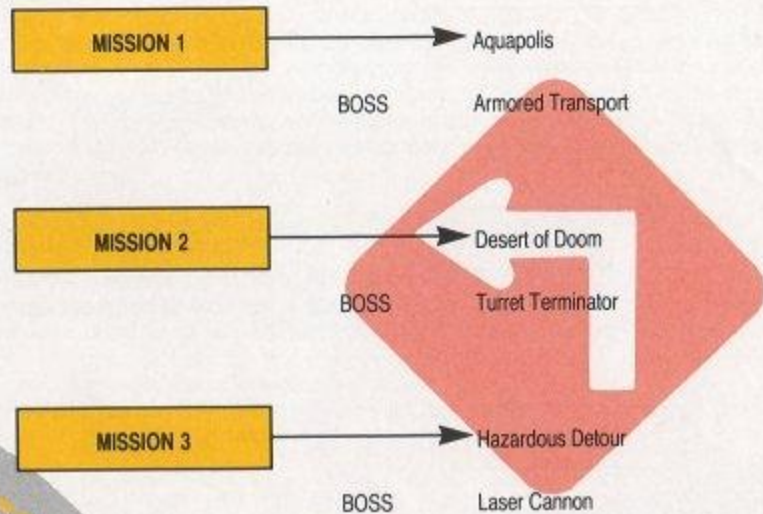 MISSION 1 Aquapolis
BOSS Armored Transport
MISSION 2 Desert of Doom
BOSS Turret Terminator
MISSION 3 Hazardous Detour
BOSS Laser Cannon